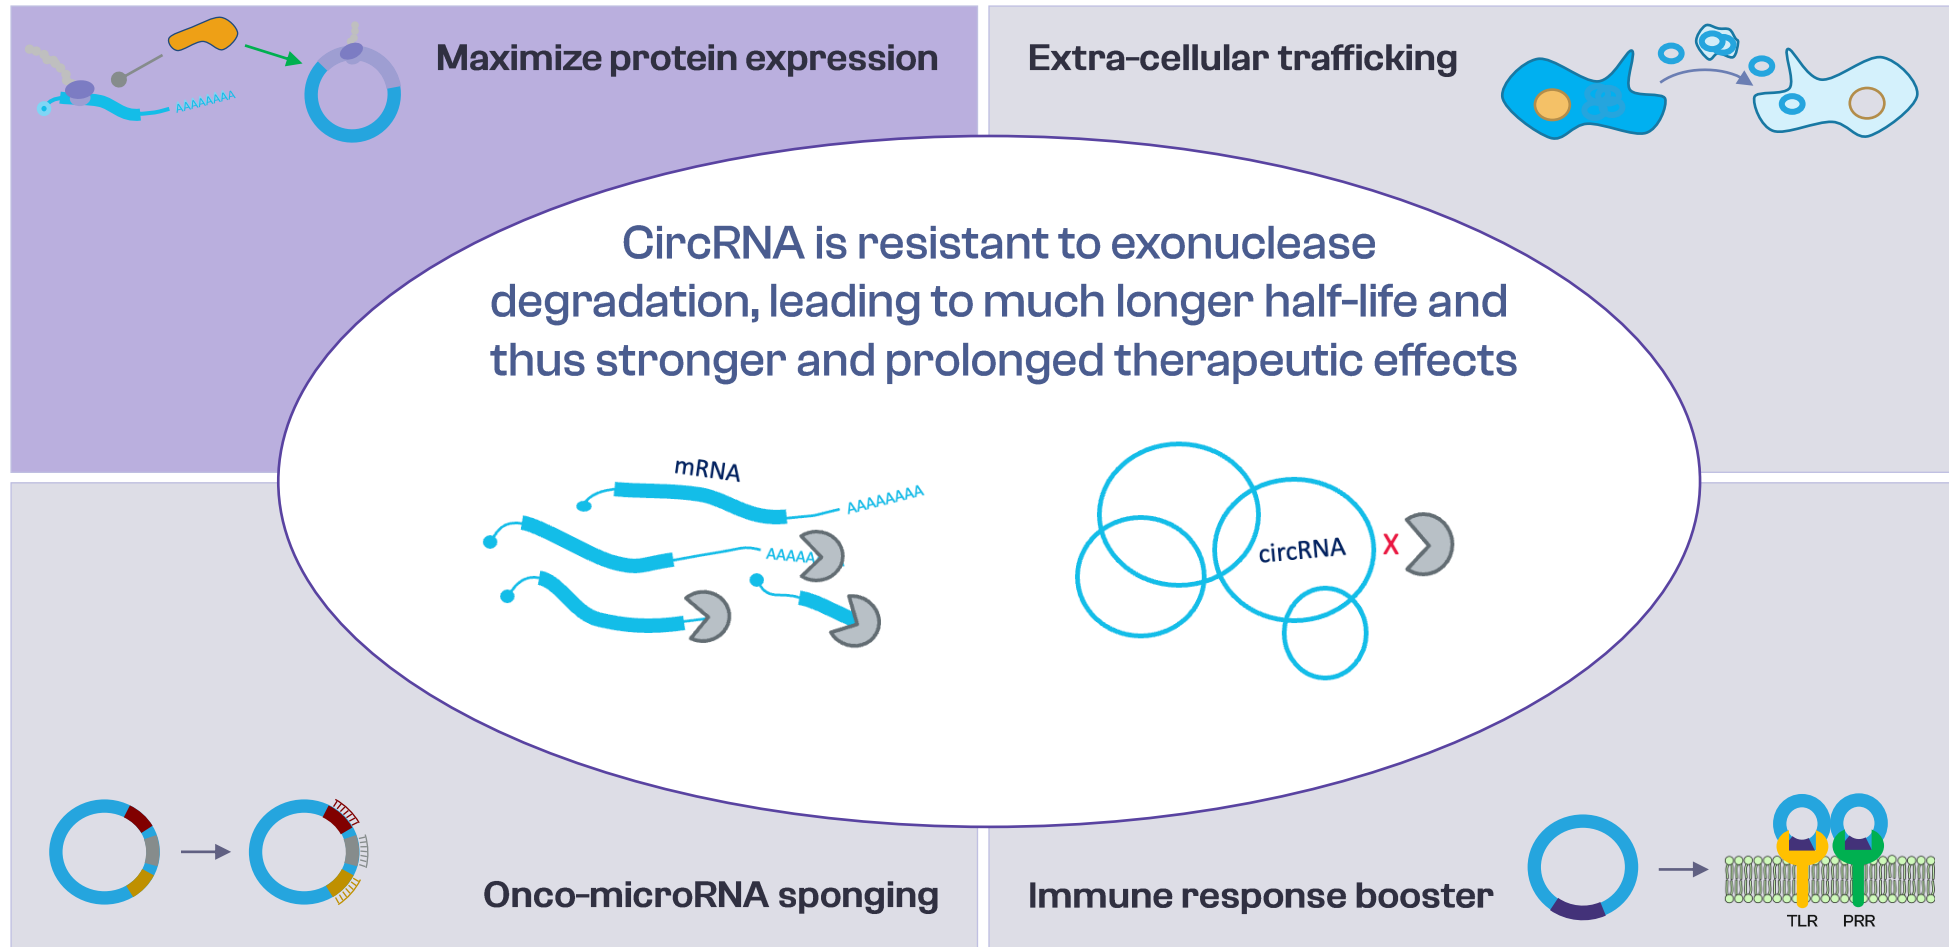 Maximize protein expression
AAAAAAAA
Extra-cellular trafficking
CircRNA is resistant to exonuclease
degradation, leading to much longer half-life and
thus stronger and prolonged therapeutic effects
mRNA
AAAAAAAA
AAAAA
circRNA
X
Onco-microRNA sponging
Immune response booster
TLR
PRR